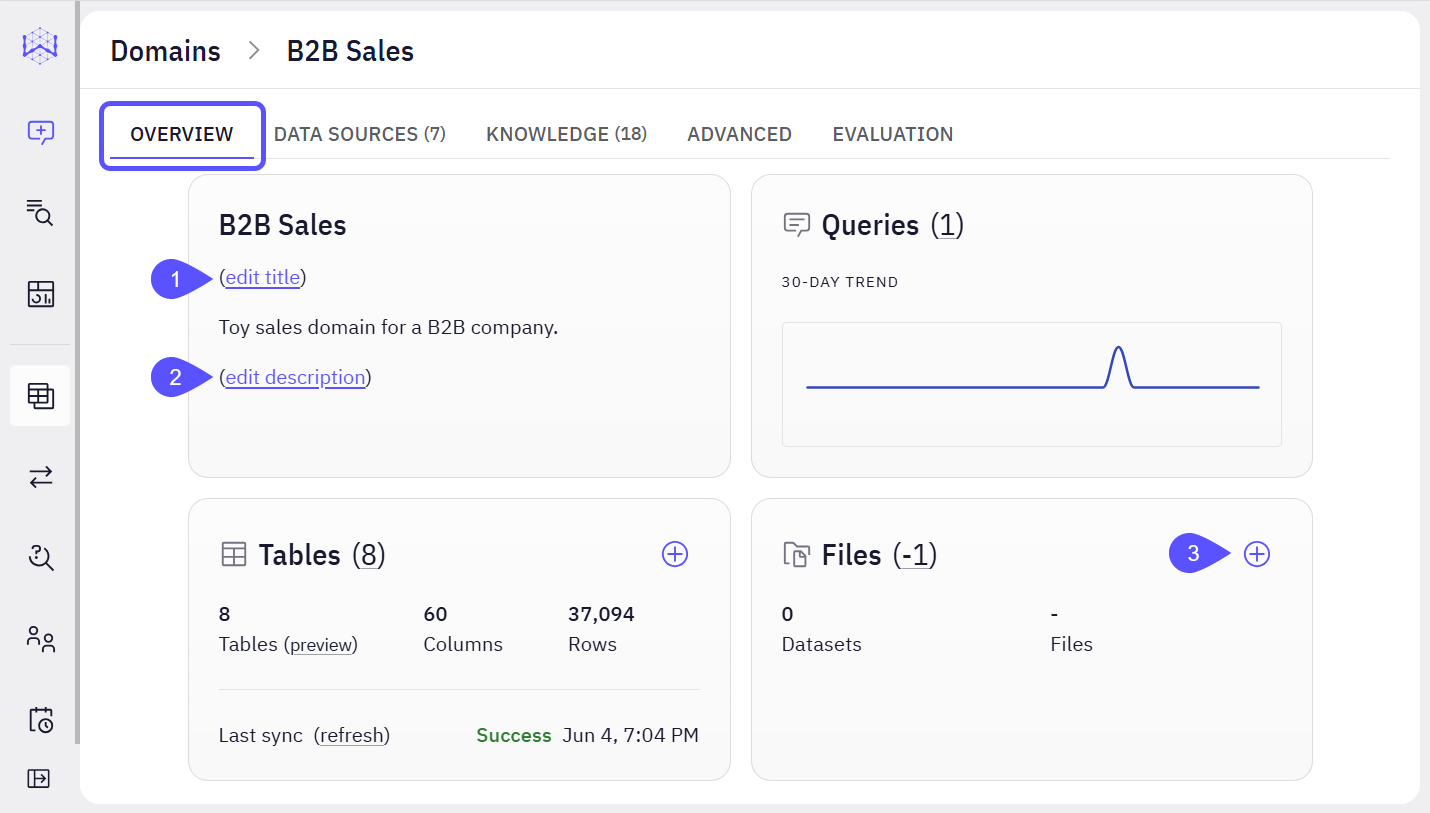 Domains > B2B Sales
OVERVIEW DATA SOURCES (7) KNOWLEDGE (18) ADVANCED EVALUATION
B2B Sales
1 (edit title)
Toy sales domain for a B2B company.
2 (edit description)
Queries (1)
30-DAY TREND
Tables (8)
8 60 37,094
Tables (preview) Columns Rows
Last sync (refresh) Success Jun 4, 7:04 PM
Files (-1) 3
0 -
Datasets Files